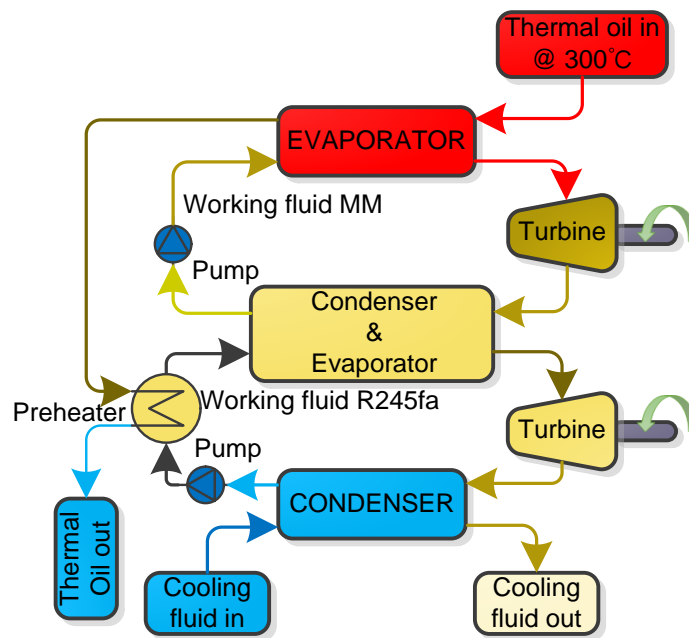 Thermal oil in
@ 300°C
EVAPORATOR
Working fluid MM
Turbine
Pump
Condenser
&
Evaporator
Working fluid R245fa
Preheater
Turbine
Pump
CONDENSER
Thermal
Oil out
Cooling
fluid in
Cooling
fluid out